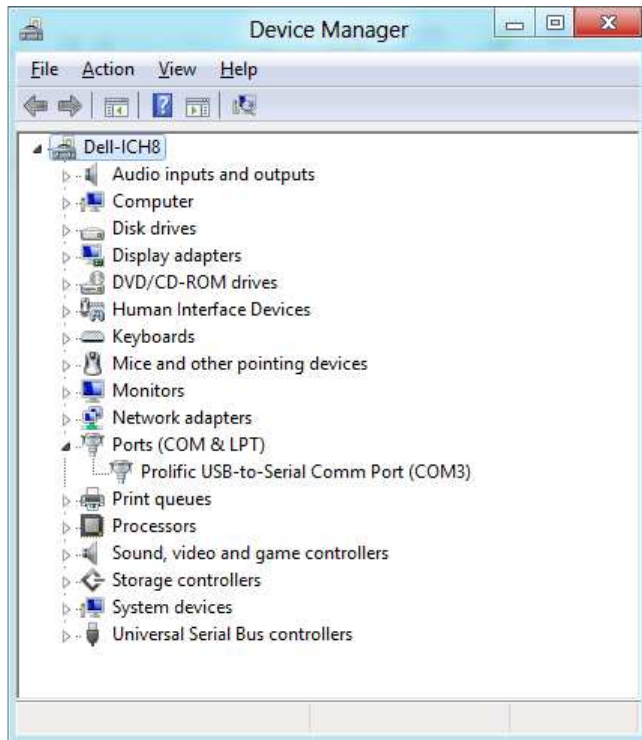 Device Manager
File Action View Help
Dell-ICH8
Audio inputs and outputs
Computer
Disk drives
Display adapters
DVD/CD-ROM drives
Human Interface Devices
Keyboards
Mice and other pointing devices
Monitors
Network adapters
Ports (COM & LPT)
Prolific USB-to-Serial Comm Port (COM3)
Print queues
Processors
Sound, video and game controllers
Storage controllers
System devices
Universal Serial Bus controllers